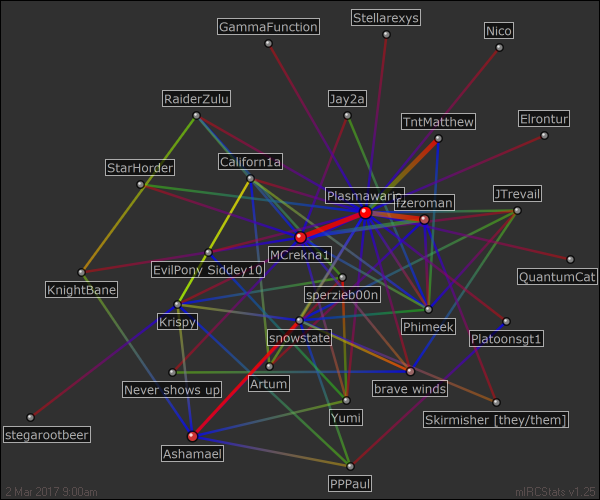 Stellarexys
GammaFunction
Nico
RaiderZulu
Jay2a
TntMatthew
Elrontur
StarHorder
Californ1a
Plasmawario
fzeroman
JTrevail
MCrekna1
EvilPony Siddey10
QuantumCat
KnightBane
sperzieb00n
Krispy
snowstate
Phimeek
Platoonsgt1
Never shows up
Artum
brave winds
Yumi
Skirmisher [they/them]
stegarootbeer
Ashamael
PPPaul
2 Mar 2017 9:00am
mIRCStats v1.25